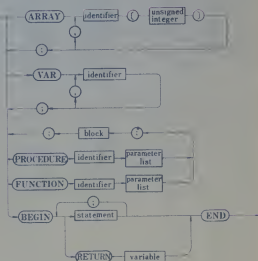 ARRAY identifier ( unsigned integer )
,
;
VAR identifier
,
;
; block ;
PROCEDURE identifier parameter list
FUNCTION identifier parameter list
;
BEGIN statement END
RETURN variable